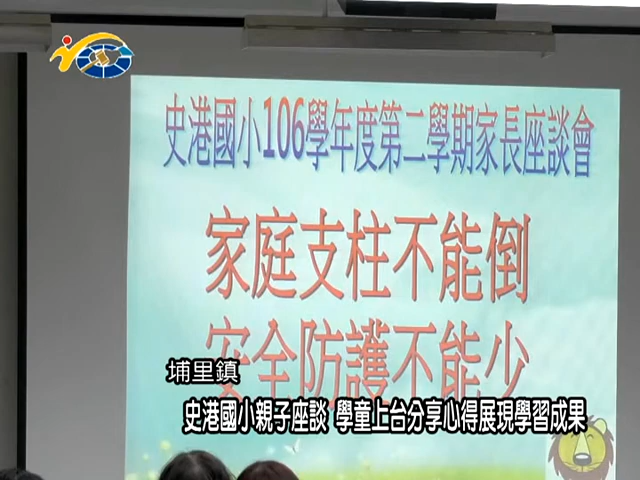 史港國小106學年度第二學期家長座談會
家庭支柱不能倒
安全防護不能少
埔里鎮
史港國小親子座談 學童上台分享心得展現學習成果